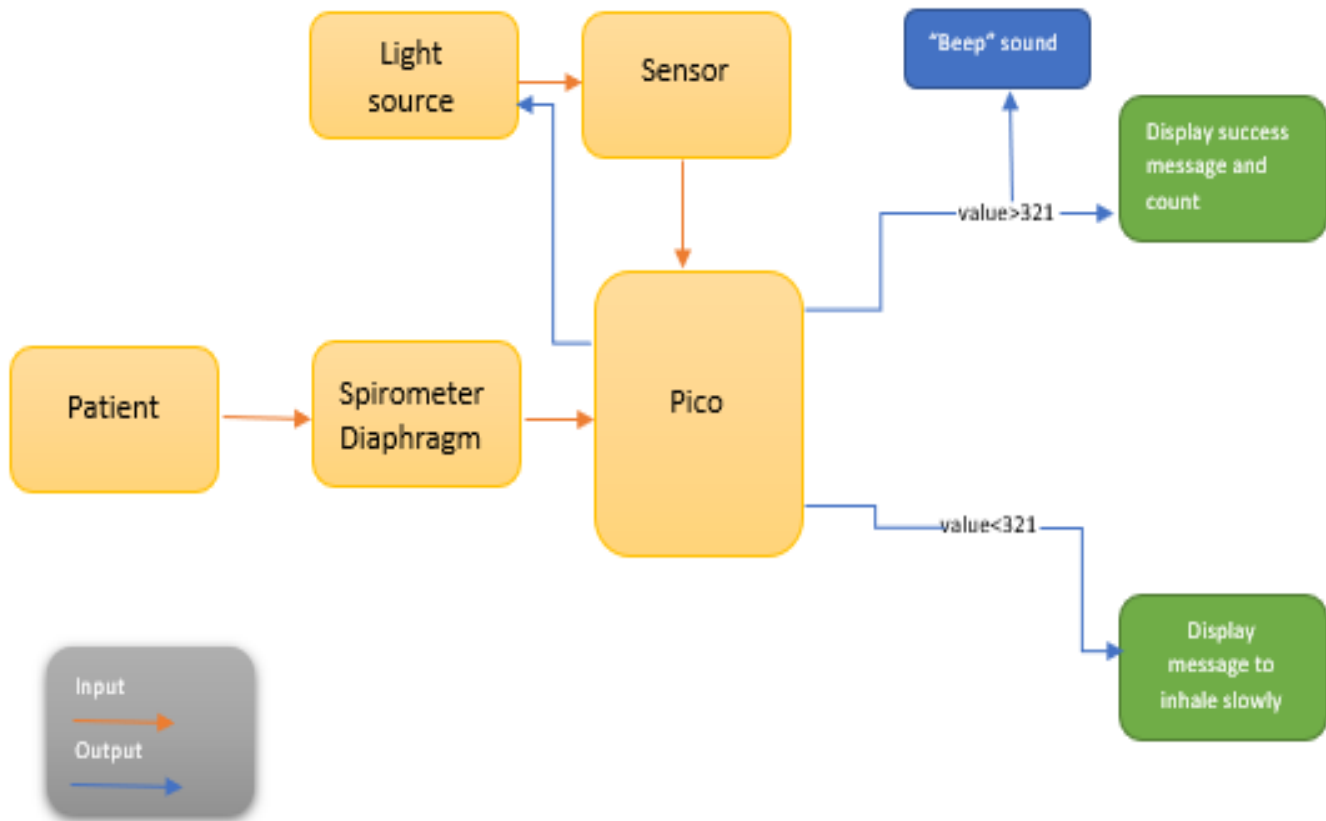 Light
source
Sensor
“Beep” sound
Display success
message and
count
value>321
Patient
Spirometer
Diaphragm
Pico
value<321
Display
message to
inhale slowly
Input
Output